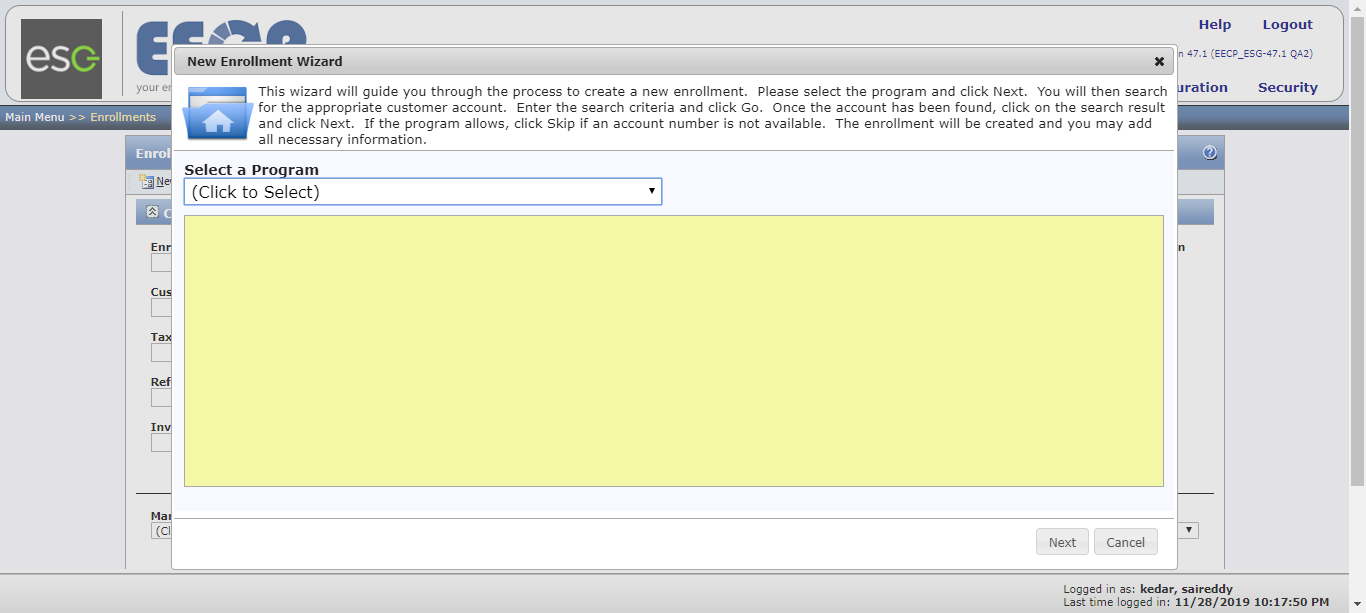 esc
EECP
Help Logout
your en
New Enrollment Wizard
n 47.1 (EECP_ESG-47.1 QA2)
uration Security
This wizard will guide you through the process to create a new enrollment. Please select the program and click Next. You will then search
for the appropriate customer account. Enter the search criteria and click Go. Once the account has been found, click on the search result
and click Next. If the program allows, click Skip if an account number is not available. The enrollment will be created and you may add
all necessary information.
Main Menu >> Enrollments
Enrol
Select a Program
(Click to Select)
New
C
Enr
n
Cus
Tax
Ref
Inv
Mar
(Cl
Next Cancel
Logged in as: kedar, saireddy
Last time logged in: 11/28/2019 10:17:50 PM